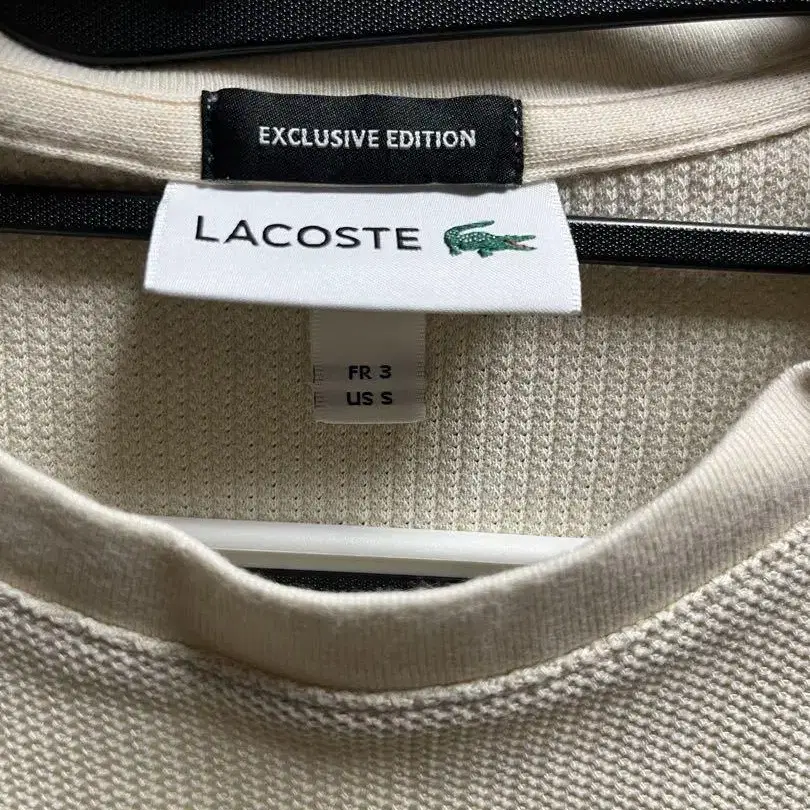 EXCLUSIVE EDITION
LACOSTE
FR 3
US S